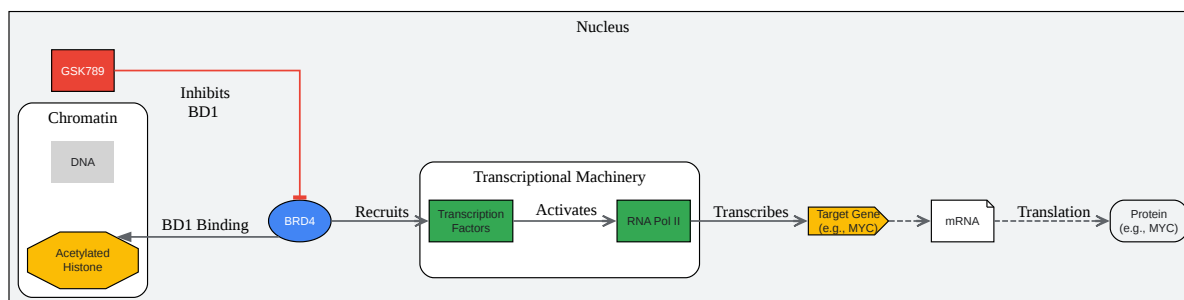 Nucleus
GSK789
Inhibits
BD1
Chromatin
DNA
Acetylated
Histone
BD1 Binding
BRD4
Recruits
Transcriptional Machinery
Transcription
Factors
Activates
RNA Pol II
Transcribes
Target Gene
(e.g., MYC)
mRNA
Translation
Protein
(e.g., MYC)